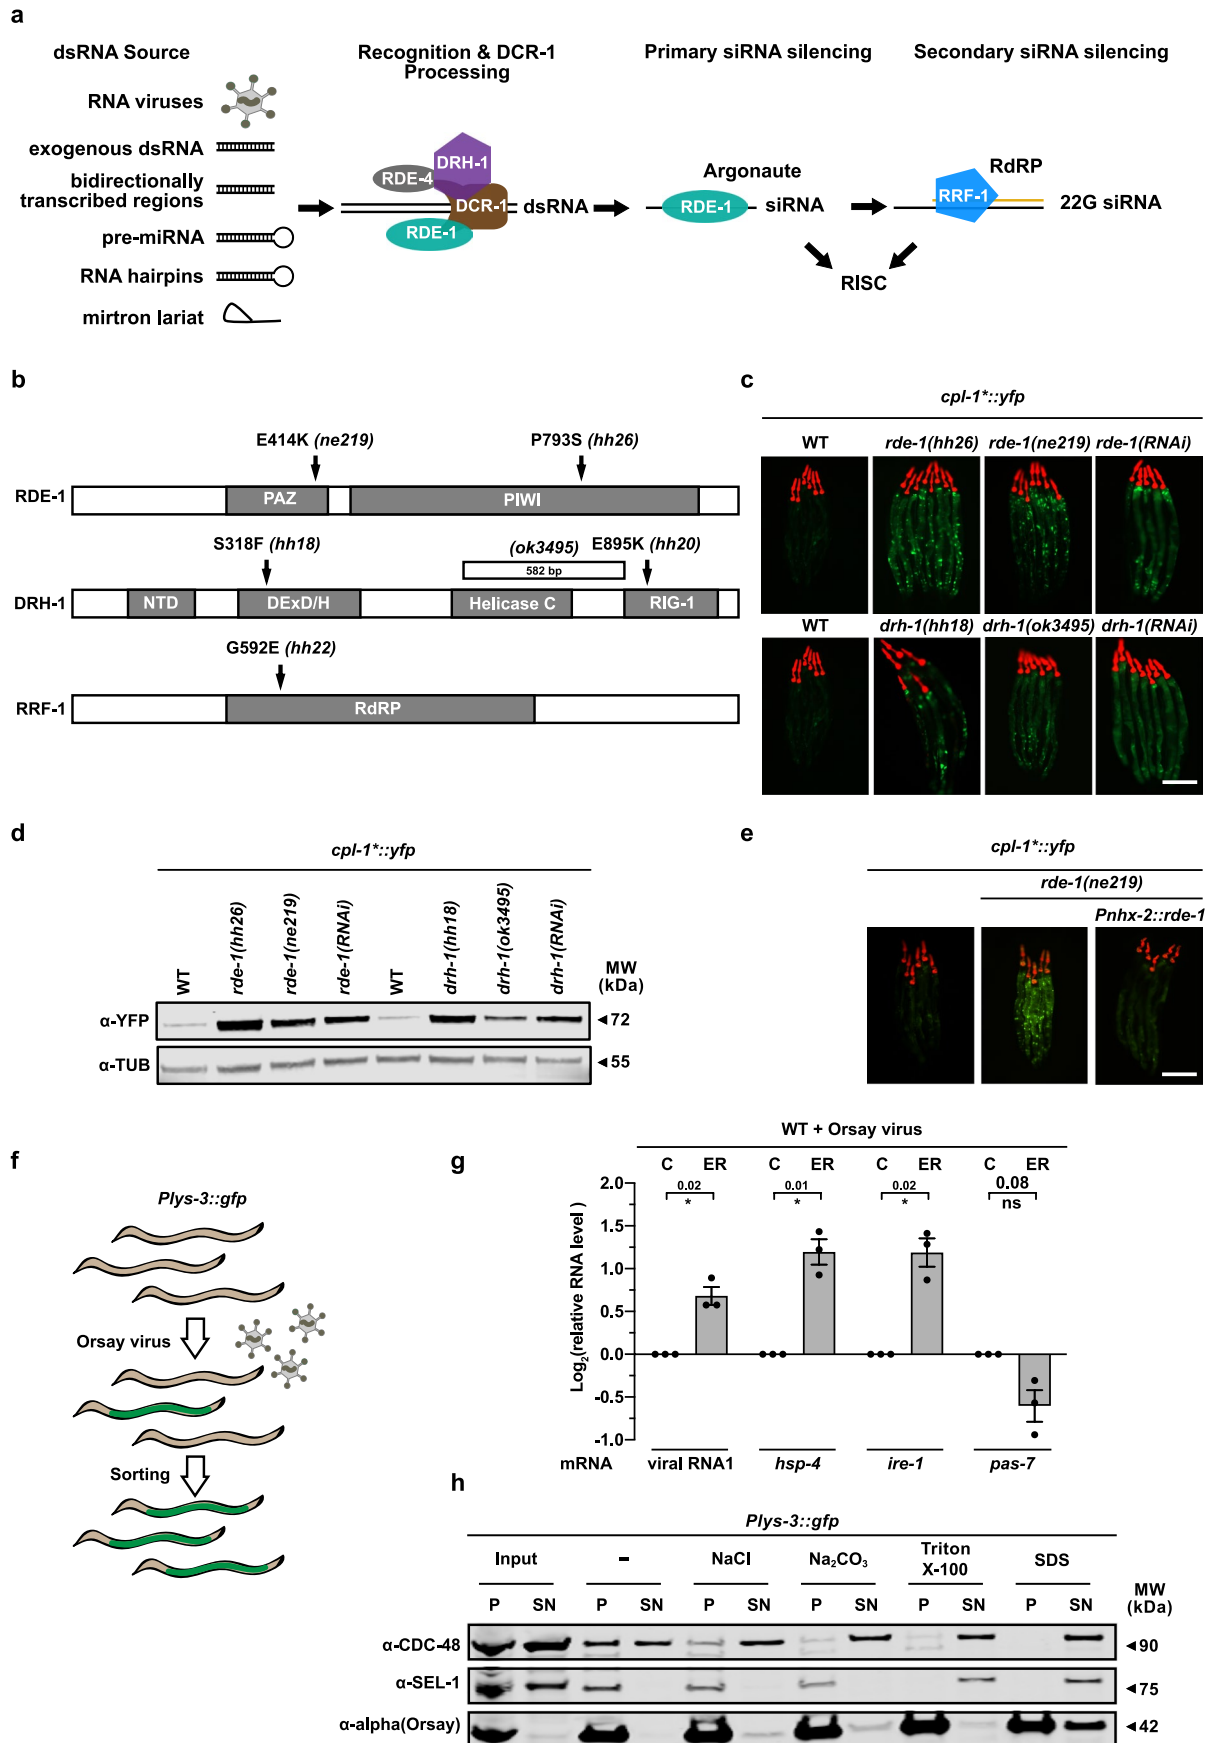 a
dsRNA Source
Recognition & DCR-1
Processing
Primary siRNA silencing
Secondary siRNA silencing
RNA viruses
exogenous dsRNA
bidirectionally
transcribed regions
pre-miRNA
RNA hairpins
mirtron lariat
DRH-1
RDE-4
DCR-1
RDE-1
dsRNA
Argonaute
RDE-1
siRNA
RdRP
RRF-1
22G siRNA
RISC
b
E414K (ne219)
P793S (hh26)
RDE-1
PAZ
PIWI
S318F (hh18)
(ok3495)
E895K (hh20)
582 bp
DRH-1
NTD
DExD/H
Helicase C
RIG-1
G592E (hh22)
RRF-1
RdRP
c
cpl-1*::yfp
WT
rde-1(hh26)
rde-1(ne219)
rde-1(RNAi)
WT
drh-1(hh18)
drh-1(ok3495)
drh-1(RNAi)
d
cpl-1*::yfp
WT
rde-1(hh26)
rde-1(ne219)
rde-1(RNAi)
WT
drh-1(hh18)
drh-1(ok3495)
drh-1(RNAi)
MW
(kDa)
α-YFP
◄72
α-TUB
◄55
e
cpl-1*::yfp
rde-1(ne219)
Pnhx-2::rde-1
f
Plys-3::gfp
Orsay virus
Sorting
g
WT + Orsay virus
C ER C ER C ER C ER
0.02 0.01 0.02 0.08
* * * ns
Log2(relative RNA level )
2.0
1.5
1.0
0.5
0.0
-0.5
-1.0
mRNA
viral RNA1
hsp-4
ire-1
pas-7
h
Plys-3::gfp
Input
–
NaCl
Na₂CO₃
Triton
X-100
SDS
P SN P SN P SN P SN P SN P SN
MW
(kDa)
α-CDC-48
◄90
α-SEL-1
◄75
α-alpha(Orsay)
◄42